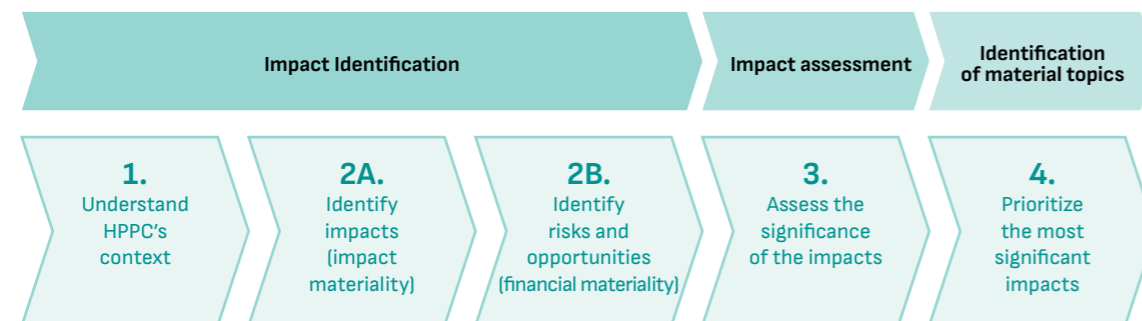 Impact Identification
Impact assessment
Identification
of material topics
1.
Understand
HPPC's
context
2A.
Identify
impacts
(impact
materiality)
2B.
Identify
risks and
opportunities
(financial materiality)
3.
Assess the
significance
of the impacts
4.
Prioritize
the most
significant
impacts